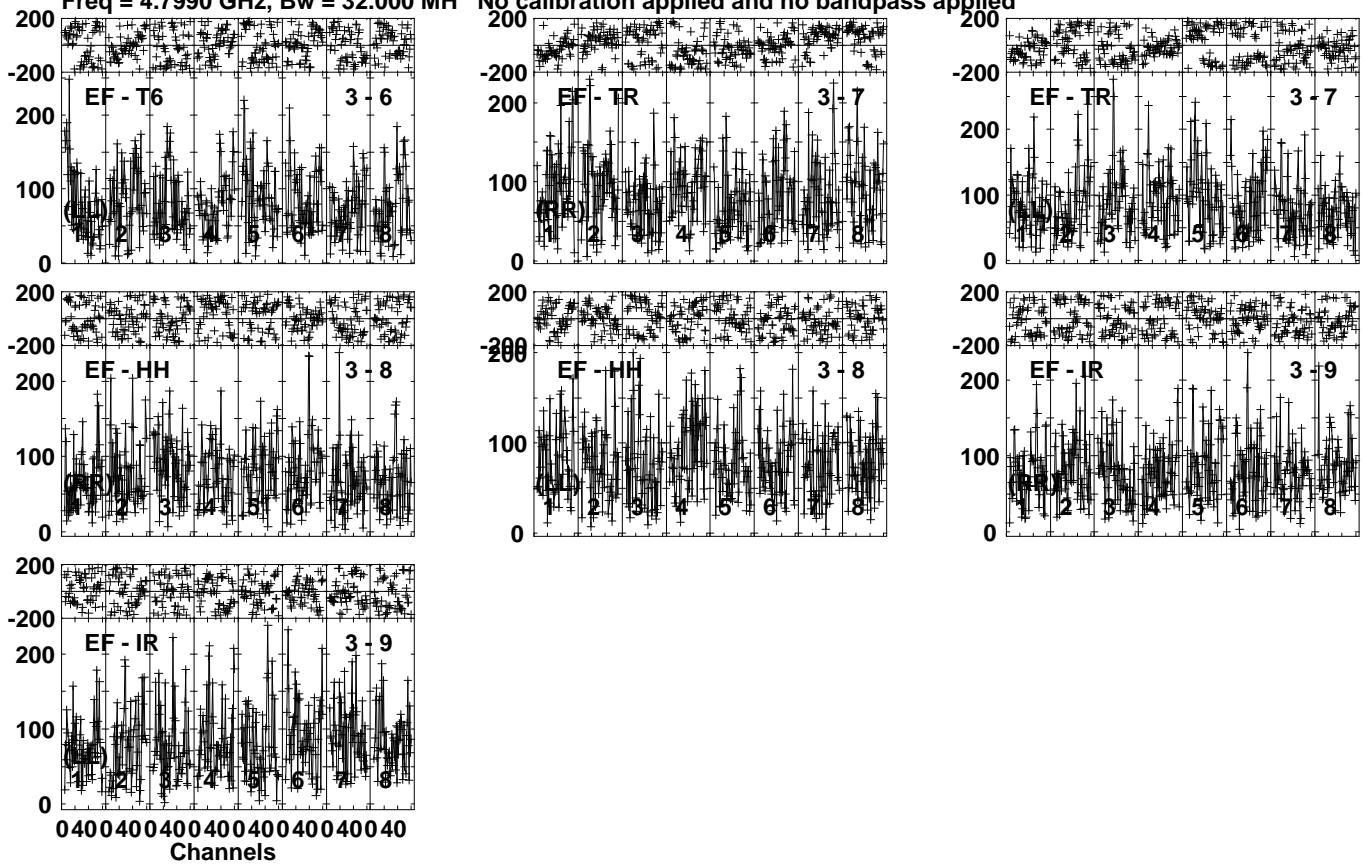 Freq = 4.7990 GHz, Bw = 32.000 MH No calibration applied and no bandpass applied
200
-200
EF - T6 3 - 6
200
100
(LL)
1 2 3 4 5 6 7 8
0
200
-200
EF - TR 3 - 7
200
100
(RR)
1 2 3 4 5 6 7 8
0
200
-200
EF - TR 3 - 7
200
100
(LL)
1 2 3 4 5 6 7 8
0
200
-200
EF - HH 3 - 8
200
100
(RR)
1 2 3 4 5 6 7 8
0
200
-200
200
EF - HH 3 - 8
100
(LL)
1 2 3 4 5 6 7 8
0
200
-200
EF - IR 3 - 9
200
100
(RR)
1 2 3 4 5 6 7 8
0
200
-200
EF - IR 3 - 9
200
100
(LL)
1 2 3 4 5 6 7 8
0
0 40 0 40 0 40 0 40 0 40 0 40 0 40 0 40
Channels